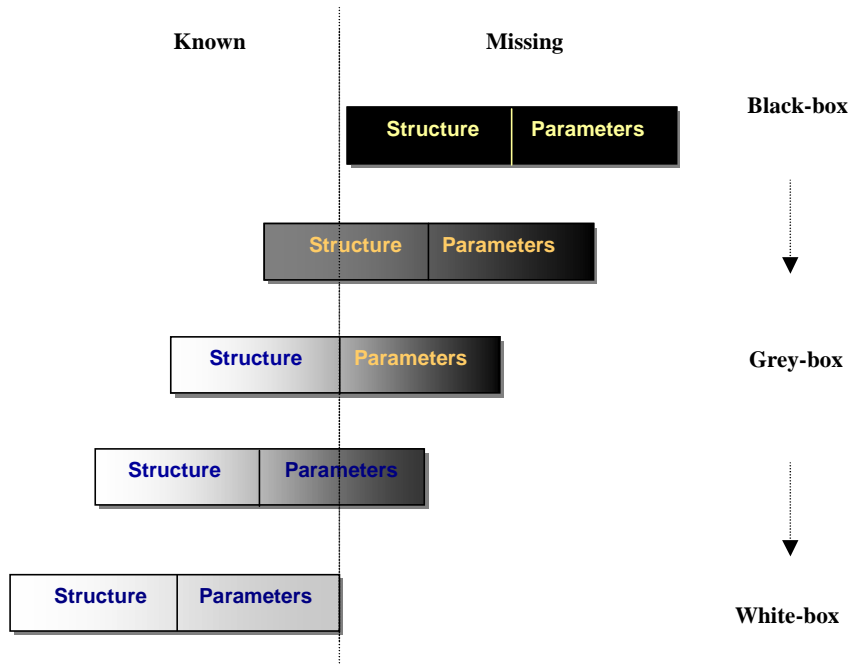 Known Missing
Black-box
Structure Parameters
Structure Parameters
Structure Parameters
Grey-box
Structure Parameters
Structure Parameters
White-box